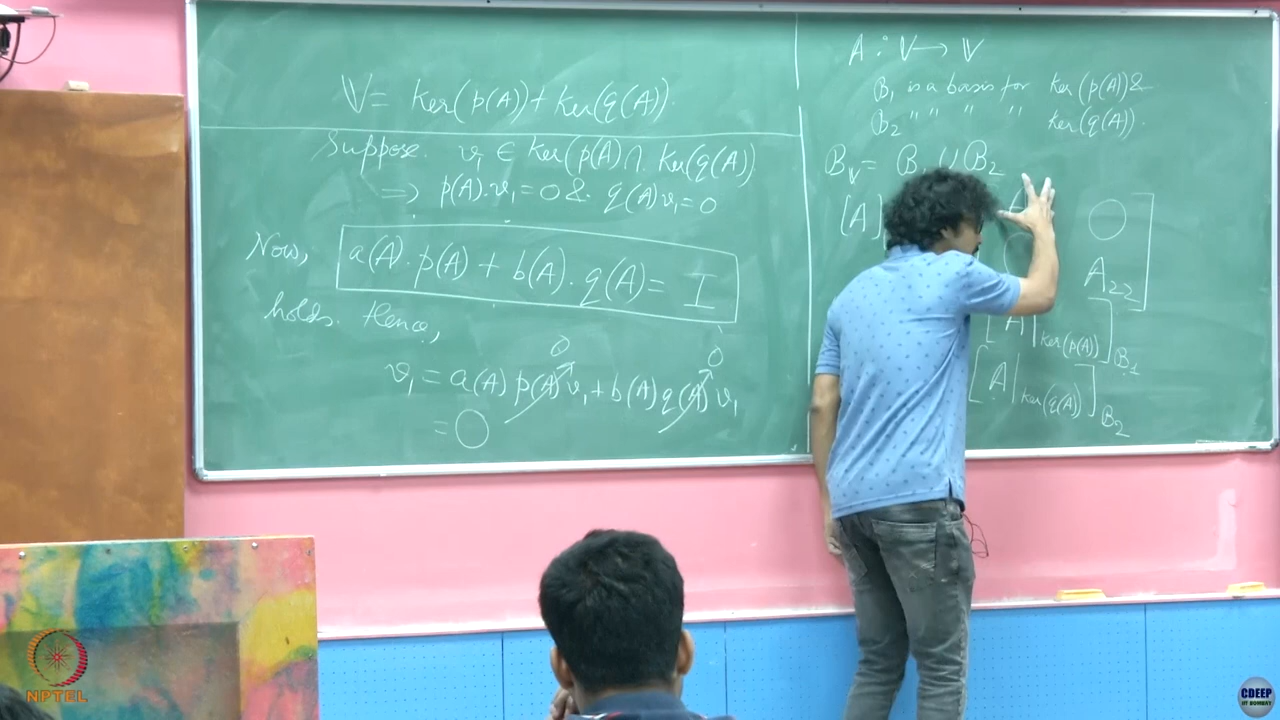 V = ker(p(A)) + ker(q(A)).
Suppose v₁ ∈ ker(p(A) ∩ ker(q(A))
⇒ p(A).v₁ = 0 & q(A)v₁ = 0
Now, a(A).p(A) + b(A).q(A) = I
holds. Hence,
v₁ = a(A) p(A) v₁ + b(A) q(A) v₁
0 0
= 0
A : V → V
B₁ is a basis for ker(p(A)) &
B₂ " " " " ker(q(A)).
B_V = B₁ ∪ B₂
[A]
0
A₂₂
[A|ker(p(A))]B₁
[A|ker(q(A))]B₂
NPTEL
CDEEP
IIT BOMBAY